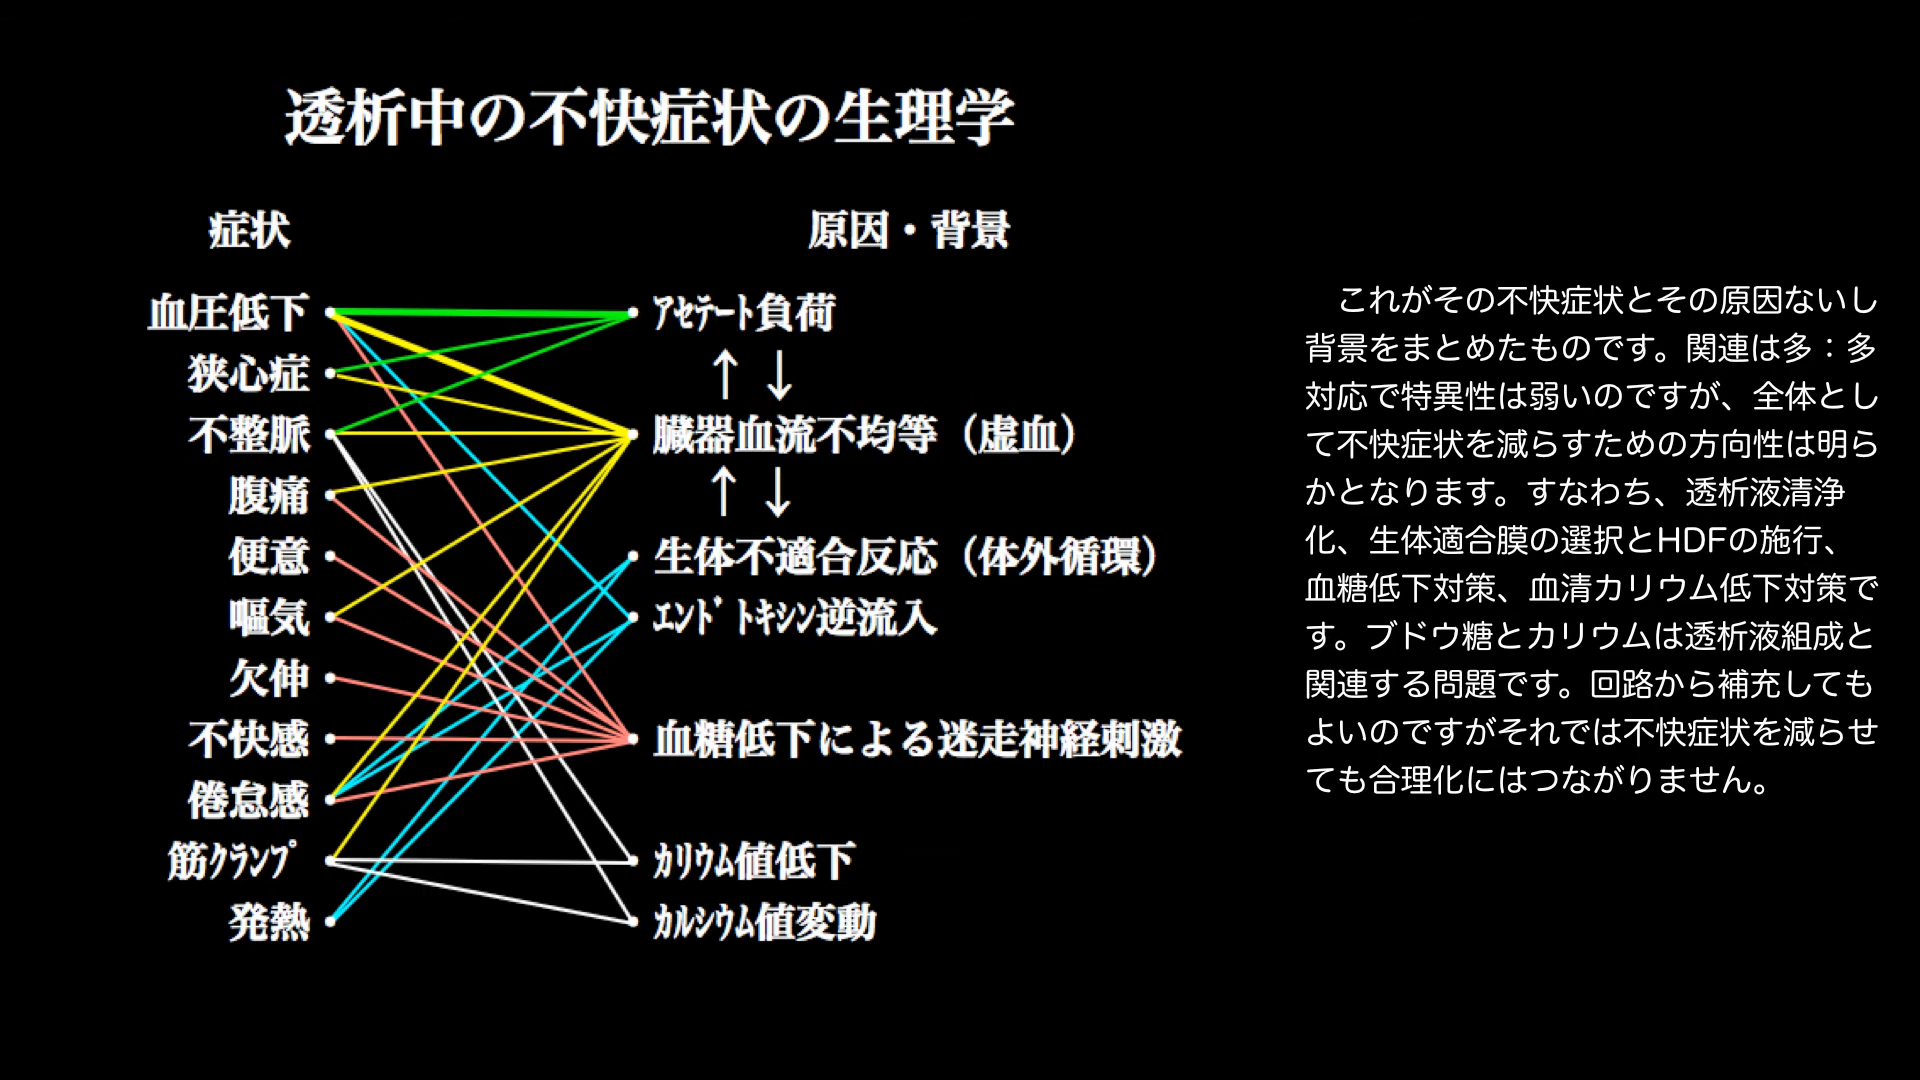 透析中の不快症状の生理学
症状
原因・背景
血圧低下
狭心症
不整脈
腹痛
便意
嘔気
欠伸
不快感
倦怠感
筋ｸﾗﾝﾌﾟ
発熱
ｱｾﾃｰﾄ負荷
↑ ↓
臓器血流不均等（虚血）
↑ ↓
生体不適合反応（体外循環）
ｴﾝﾄﾞﾄｷｼﾝ逆流入
血糖低下による迷走神経刺激
ｶﾘｳﾑ値低下
ｶﾙｼｳﾑ値変動
　これがその不快症状とその原因ないし
背景をまとめたものです。関連は多：多
対応で特異性は弱いのですが、全体とし
て不快症状を減らすための方向性は明ら
かとなります。すなわち、透析液清浄
化、生体適合膜の選択とHDFの施行、
血糖低下対策、血清カリウム低下対策で
す。ブドウ糖とカリウムは透析液組成と
関連する問題です。回路から補充しても
よいのですがそれでは不快症状を減らせ
ても合理化にはつながりません。